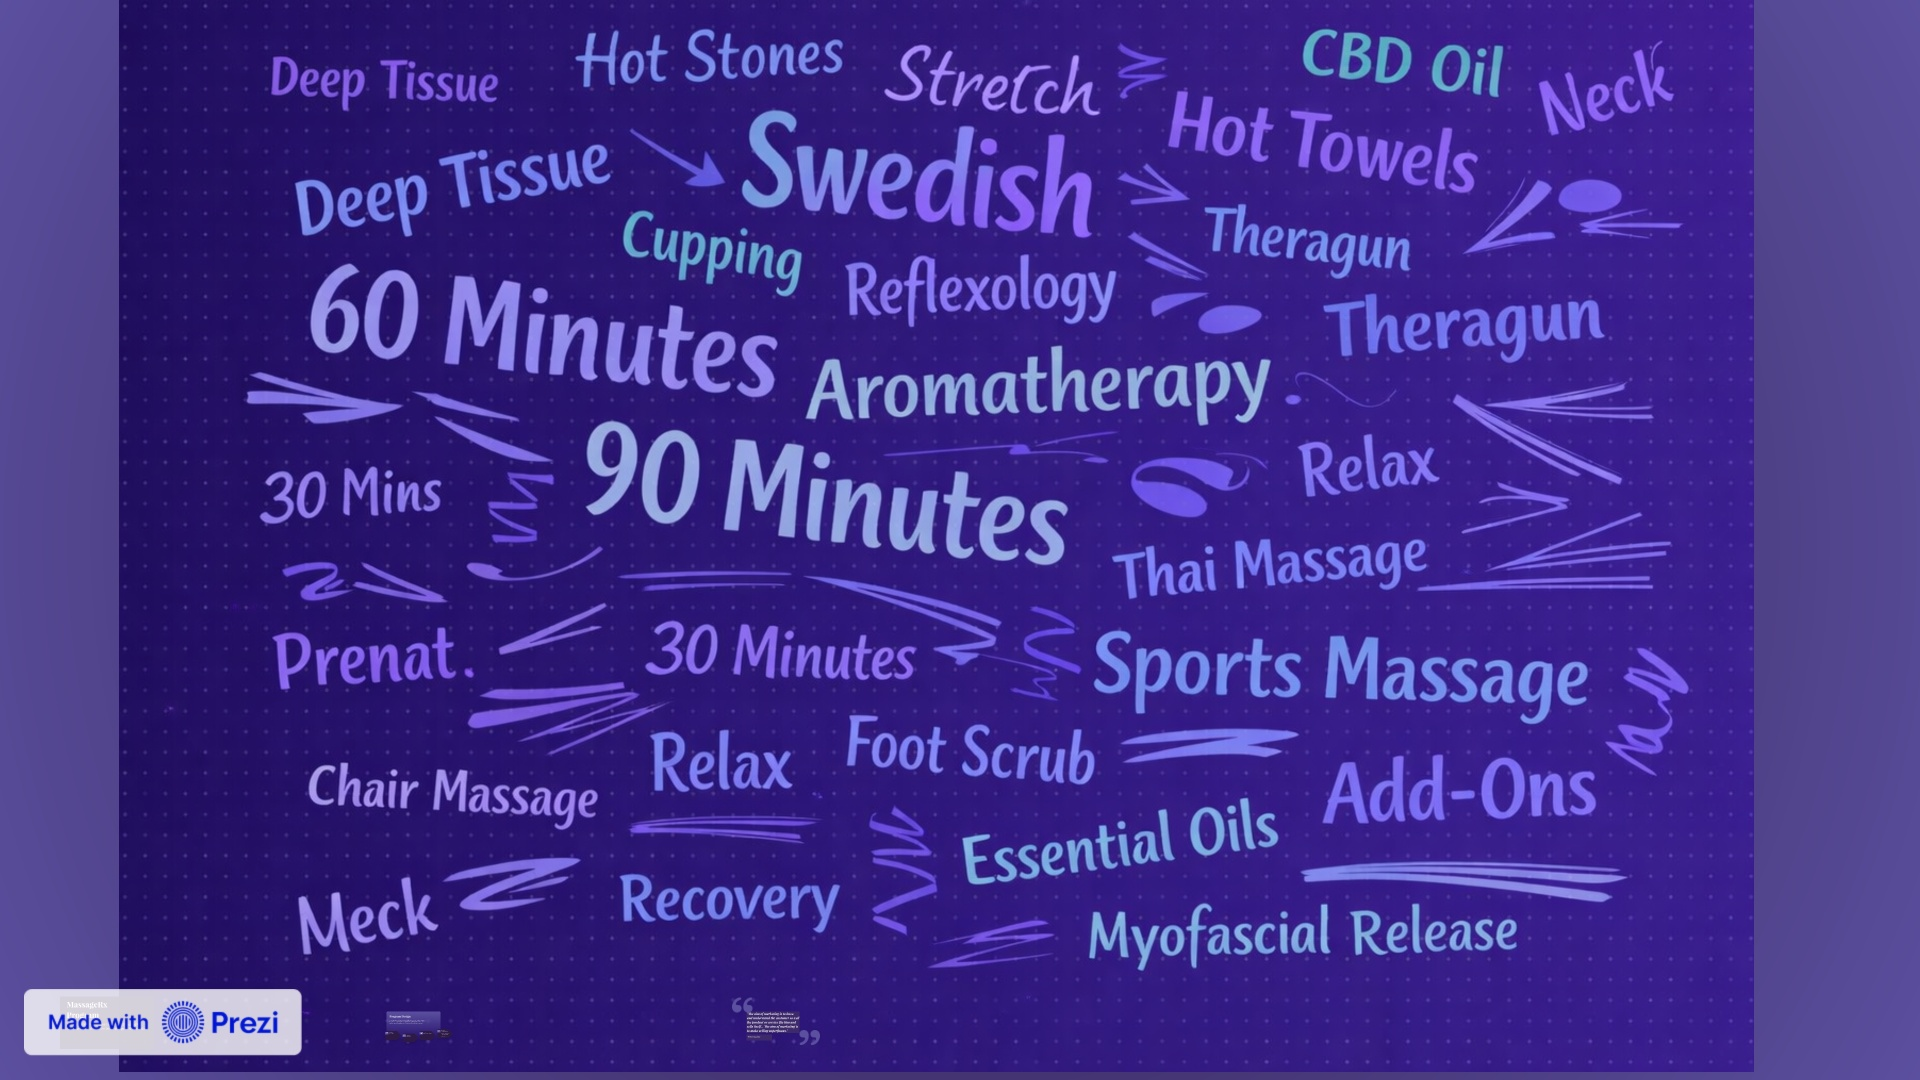 Deep Tissue
Hot Stones
Stretch
CBD Oil
Neck
Hot Towels
Swedish
Deep Tissue
Cupping
Theragun
Reflexology
60 Minutes
Theragun
Aromatherapy
90 Minutes
Relax
30 Mins
Thai Massage
Prenat.
30 Minutes
Sports Massage
Relax
Foot Scrub
Chair Massage
Add-Ons
Essential Oils
Meck
Recovery
Myofascial Release
Made with Prezi